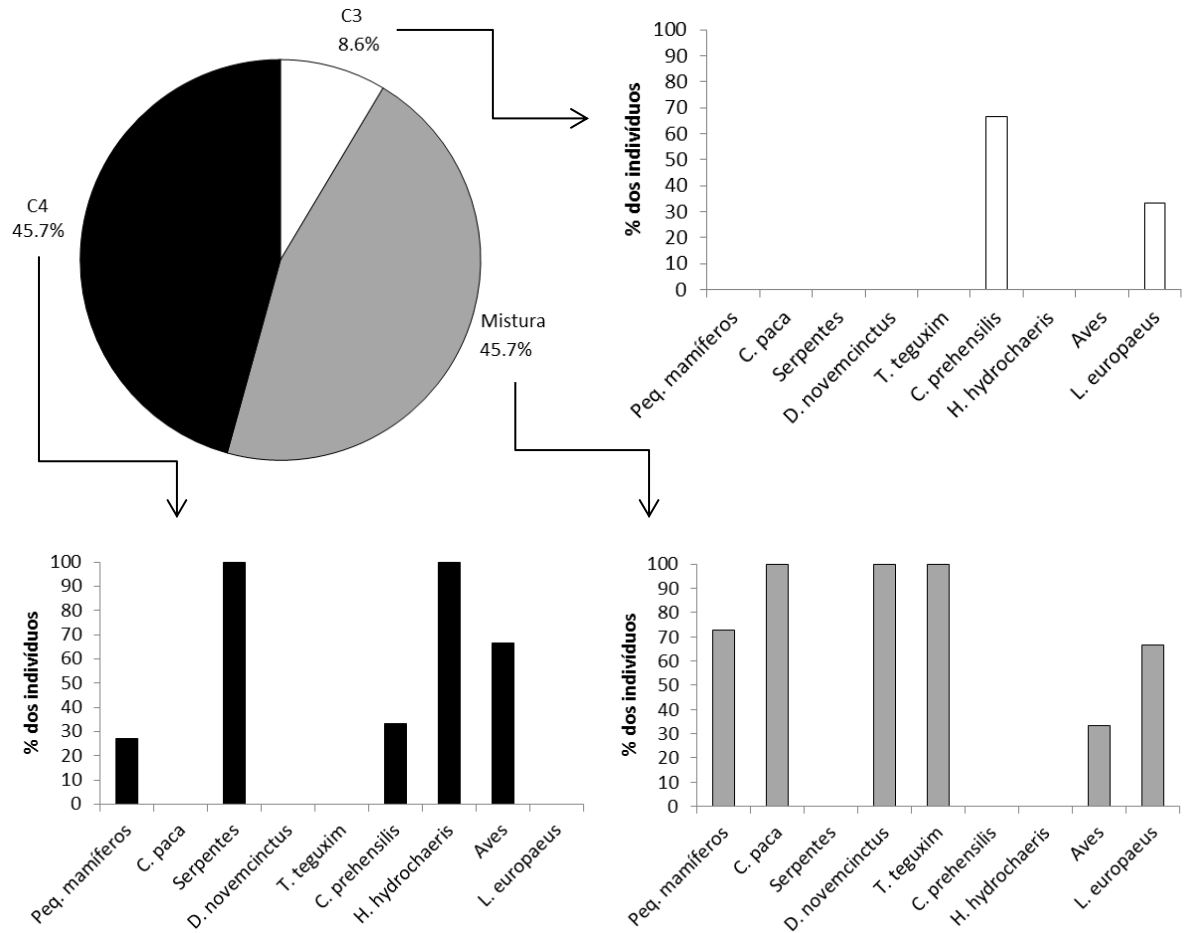 C3
8.6%
C4
45.7%
Mistura
45.7%
% dos indivíduos
100
90
80
70
60
50
40
30
20
10
0
Peq. mamíferos
C. paca
Serpentes
D. novemcinctus
T. teguxim
C. prehensilis
H. hydrochaeris
Aves
L. europaeus
% dos indivíduos
100
90
80
70
60
50
40
30
20
10
0
Peq. mamíferos
C. paca
Serpentes
D. novemcinctus
T. teguxim
C. prehensilis
H. hydrochaeris
Aves
L. europaeus
% dos indivíduos
100
90
80
70
60
50
40
30
20
10
0
Peq. mamíferos
C. paca
Serpentes
D. novemcinctus
T. teguxim
C. prehensilis
H. hydrochaeris
Aves
L. europaeus